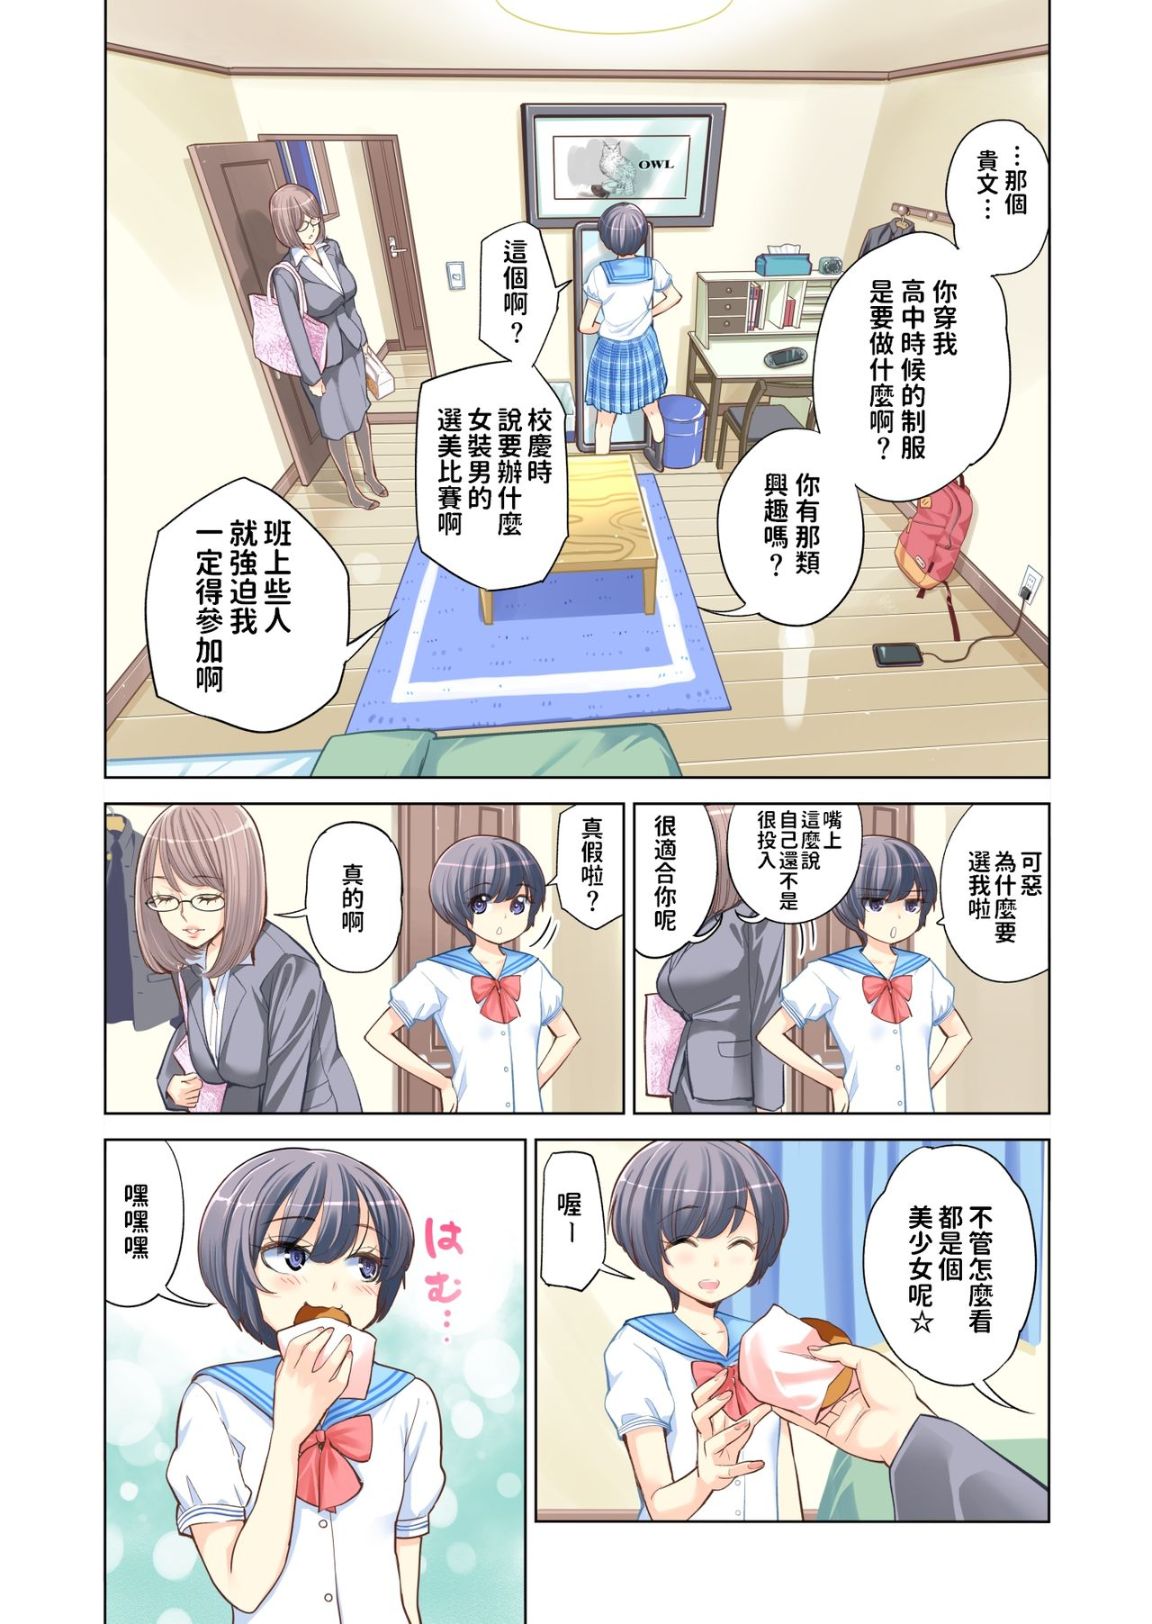 …那個
貴文…
你穿我
高中時候的制服
是要做什麼啊？
你有那類
興趣嗎？
OWL
這個啊？
校慶時
說要辦什麼
女裝男的
選美比賽啊
班上些人
就強迫我
一定得參加啊
可惡
為什麼要
選我啦
嘴上
這麼說
自己還不是
很投入
很適合你呢
真假啦？
真的啊
不管怎麼看
都是個
美少女呢☆
喔ー
はむ…
嘿嘿嘿